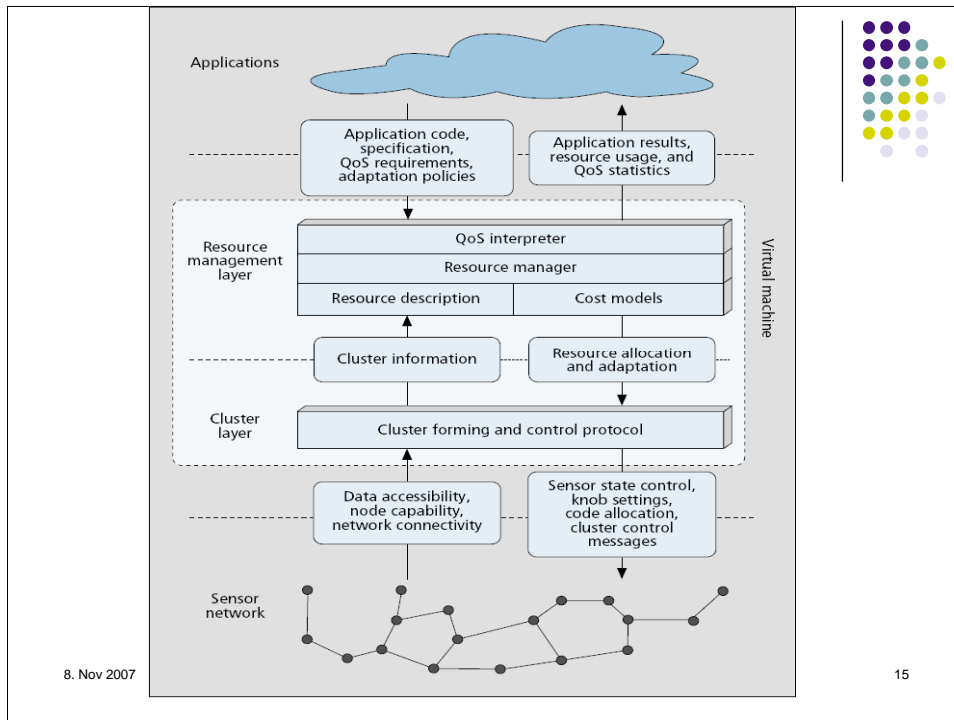 Applications
Application code,
specification,
QoS requirements,
adaptation policies
Application results,
resource usage, and
QoS statistics
Resource
management
layer
QoS interpreter
Resource manager
Resource description
Cost models
Virtual machine
Cluster information
Resource allocation
and adaptation
Cluster
layer
Cluster forming and control protocol
Data accessibility,
node capability,
network connectivity
Sensor state control,
knob settings,
code allocation,
cluster control
messages
Sensor
network
8. Nov 2007
15